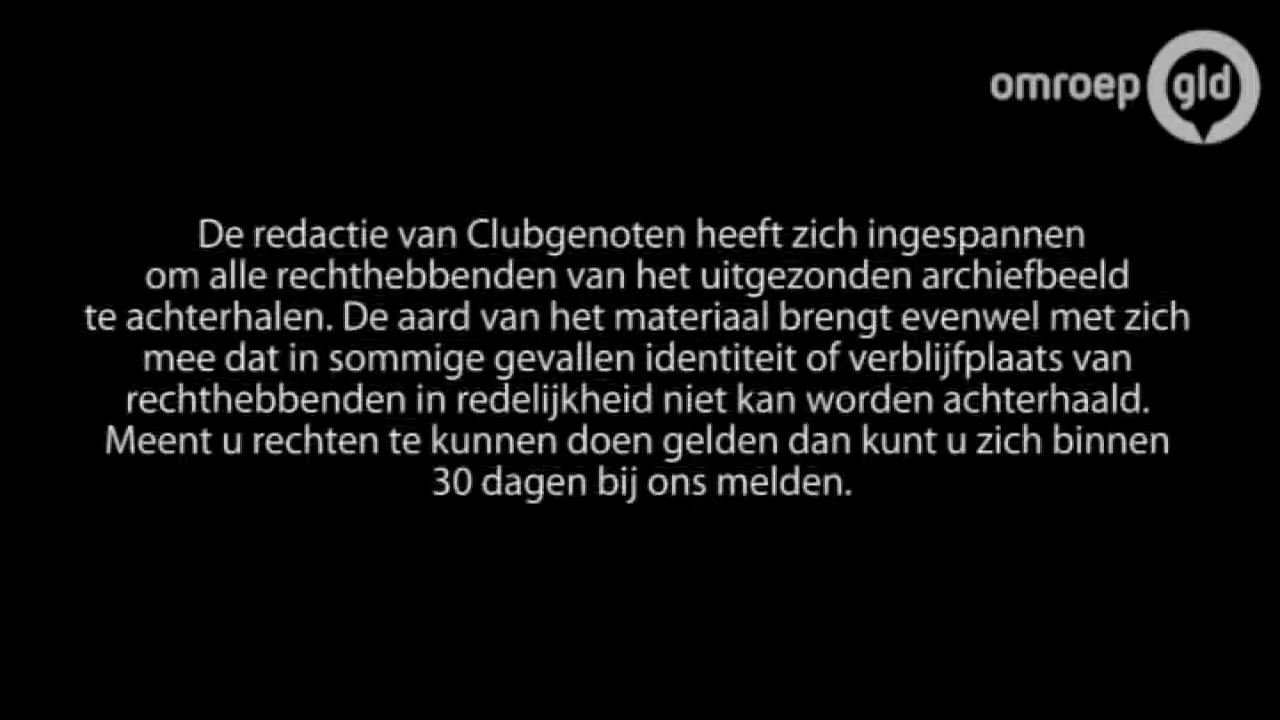 omroep gld
De redactie van Clubgenoten heeft zich ingespannen
om alle rechthebbenden van het uitgezonden archiefbeeld
te achterhalen. De aard van het materiaal brengt evenwel met zich
mee dat in sommige gevallen identiteit of verblijfplaats van
rechthebbenden in redelijkheid niet kan worden achterhaald.
Meent u rechten te kunnen doen gelden dan kunt u zich binnen
30 dagen bij ons melden.